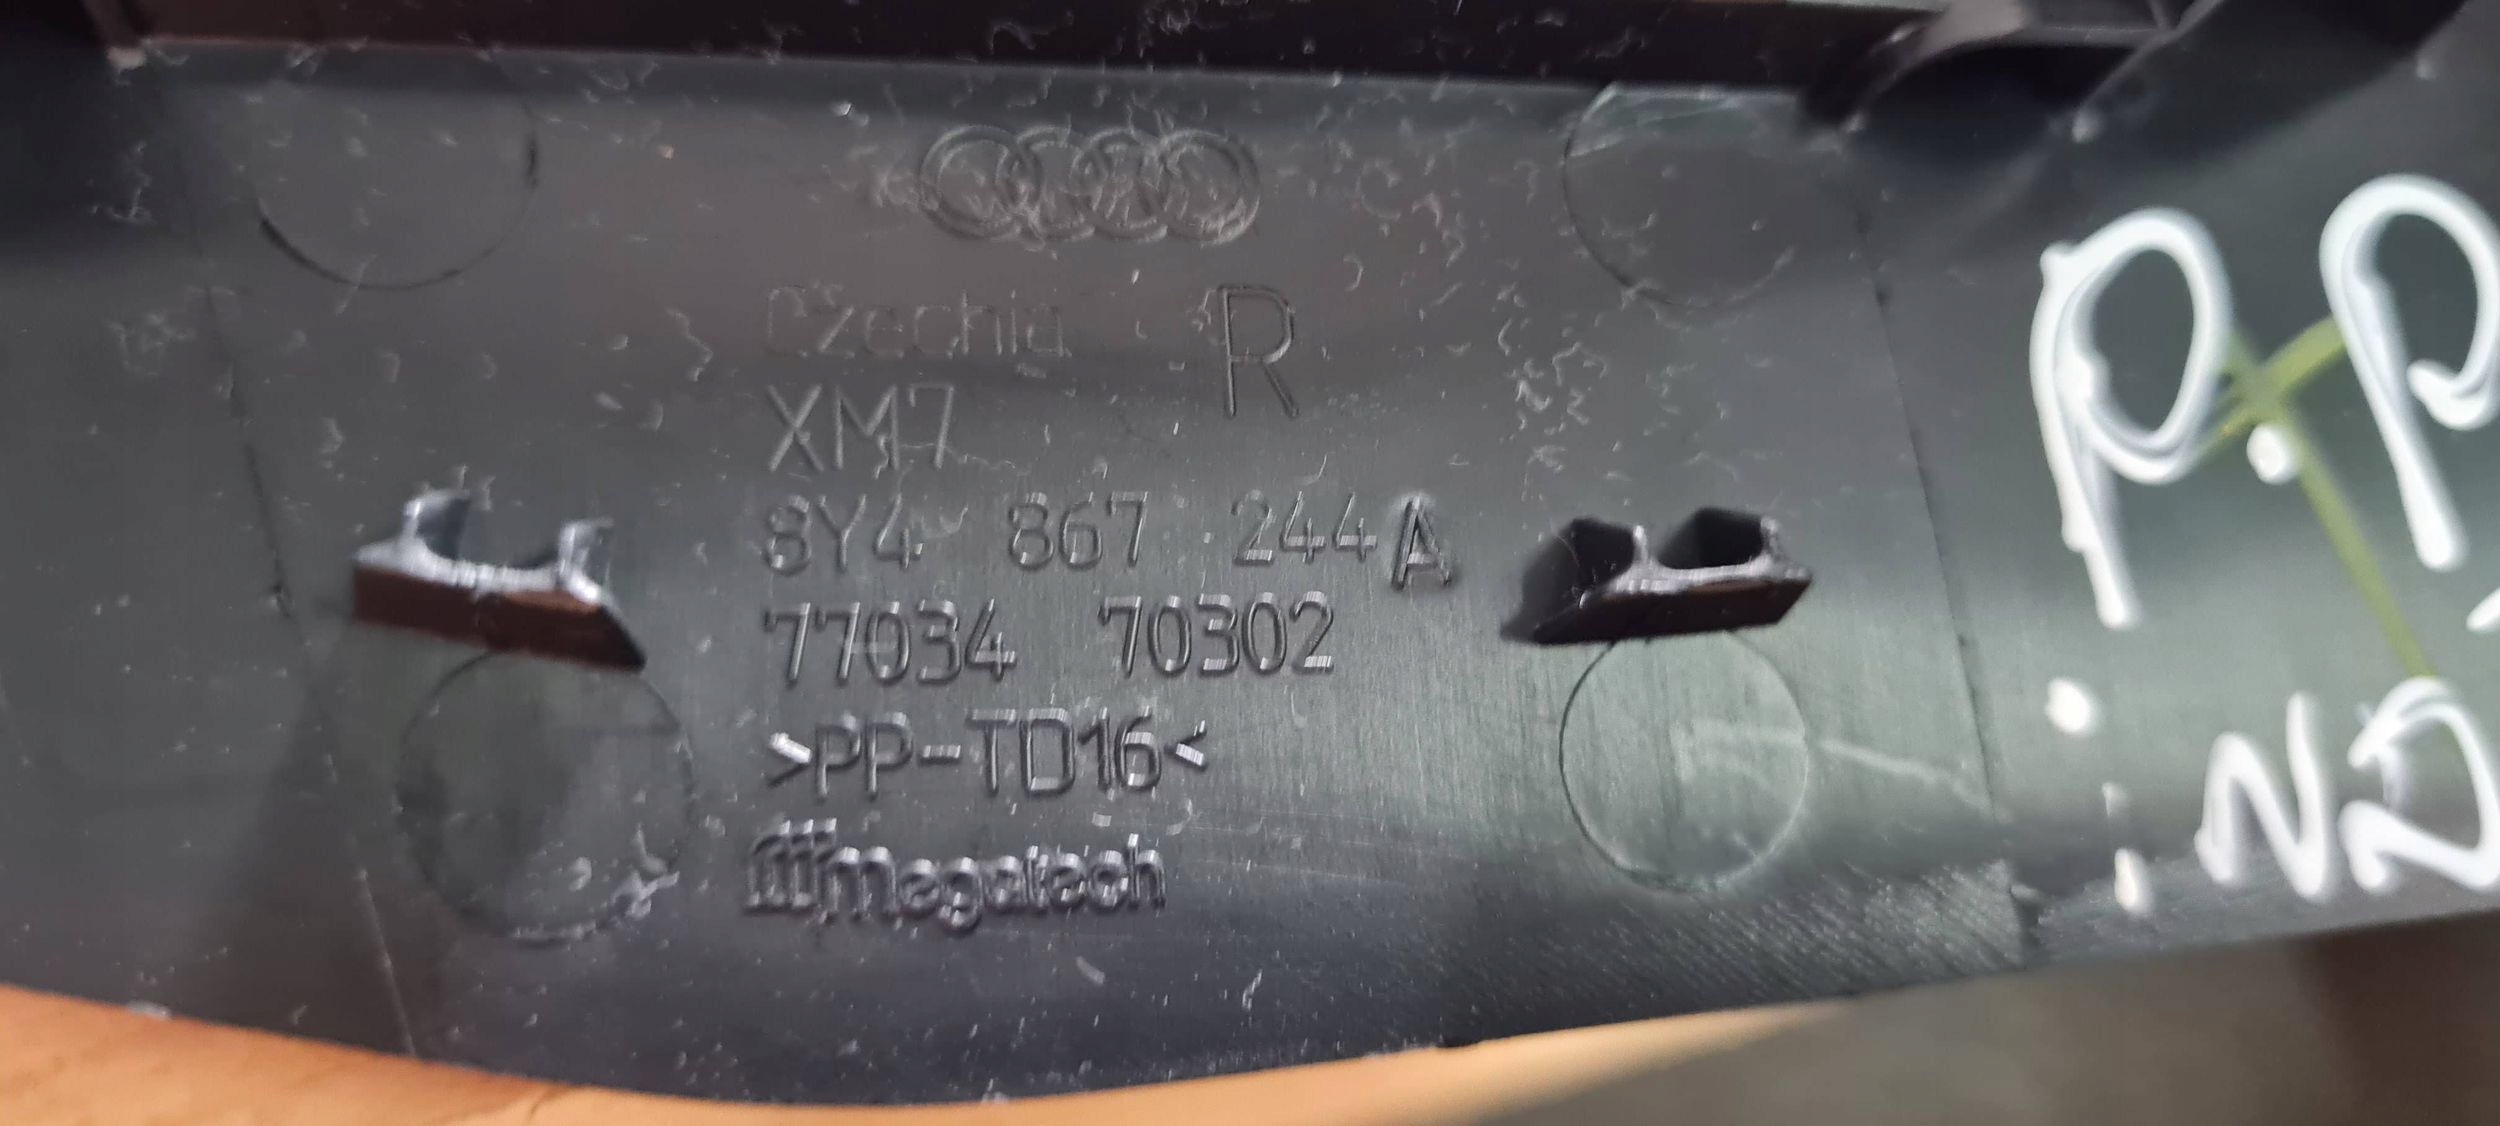 Czechia R
XM7
8Y4 867 244 A
77034 70302
>PP-TD16<
megatech
P.P